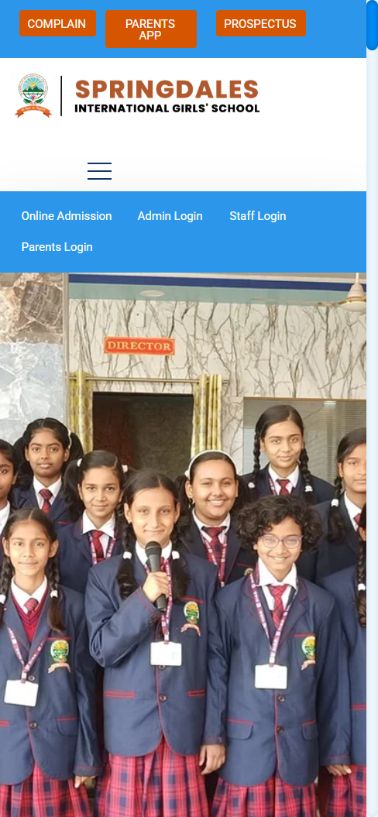 COMPLAIN
PARENTS
APP
PROSPECTUS
SPRINGDALES
INTERNATIONAL GIRLS' SCHOOL
Online Admission
Admin Login
Staff Login
Parents Login
DIRECTOR